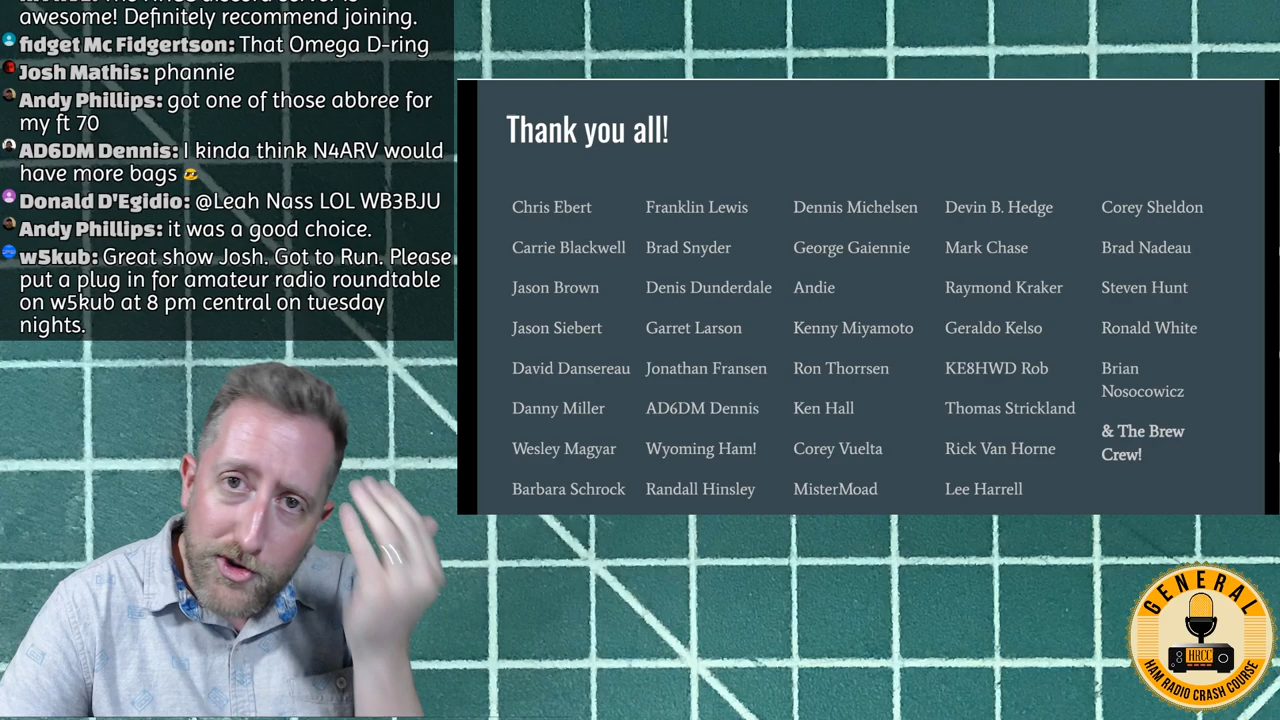 awesome! Definitely recommend joining.
fidget Mc Fidgertson: That Omega D-ring
Josh Mathis: phannie
Andy Phillips: got one of those abbree for
my ft 70
AD6DM Dennis: I kinda think N4ARV would
have more bags
Donald D'Egidio: @Leah Nass LOL WB3BJU
Andy Phillips: it was a good choice.
w5kub: Great show Josh. Got to Run. Please
put a plug in for amateur radio roundtable
on w5kub at 8 pm central on tuesday
nights.
Thank you all!
Chris Ebert Franklin Lewis Dennis Michelsen Devin B. Hedge Corey Sheldon
Carrie Blackwell Brad Snyder George Gaiennie Mark Chase Brad Nadeau
Jason Brown Denis Dunderdale Andie Raymond Kraker Steven Hunt
Jason Siebert Garret Larson Kenny Miyamoto Geraldo Kelso Ronald White
David Dansereau Jonathan Fransen Ron Thorrsen KE8HWD Rob Brian
Nosocowicz
Danny Miller AD6DM Dennis Ken Hall Thomas Strickland
& The Brew
Wesley Magyar Wyoming Ham! Corey Vuelta Rick Van Horne Crew!
Barbara Schrock Randall Hinsley MisterMoad Lee Harrell
GENERAL
HRCC
HAM RADIO CRASH COURSE